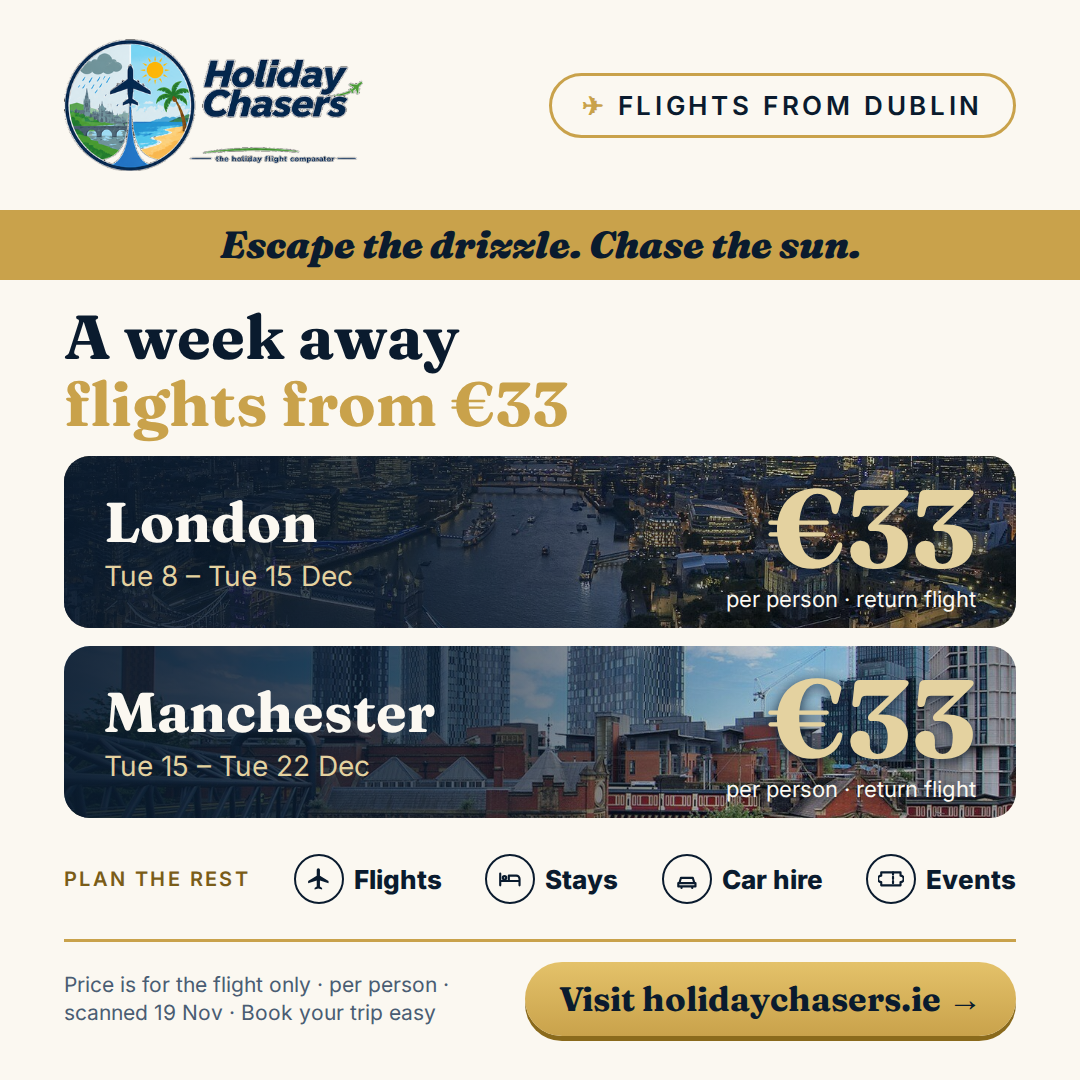 Holiday
Chasers
the holiday flight comparator
✈ FLIGHTS FROM DUBLIN
Escape the drizzle. Chase the sun.
A week away
flights from €33
London
Tue 8 – Tue 15 Dec
€33
per person · return flight
Manchester
Tue 15 – Tue 22 Dec
€33
per person · return flight
PLAN THE REST
Flights
Stays
Car hire
Events
Price is for the flight only · per person ·
scanned 19 Nov · Book your trip easy
Visit holidaychasers.ie →